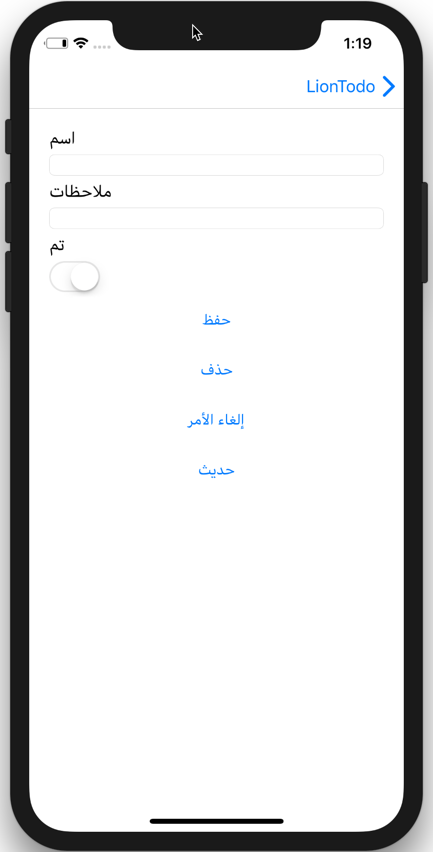 1:19
LionTodo
اسم
ملاحظات
تم
حفظ
حذف
إلغاء الأمر
حديث